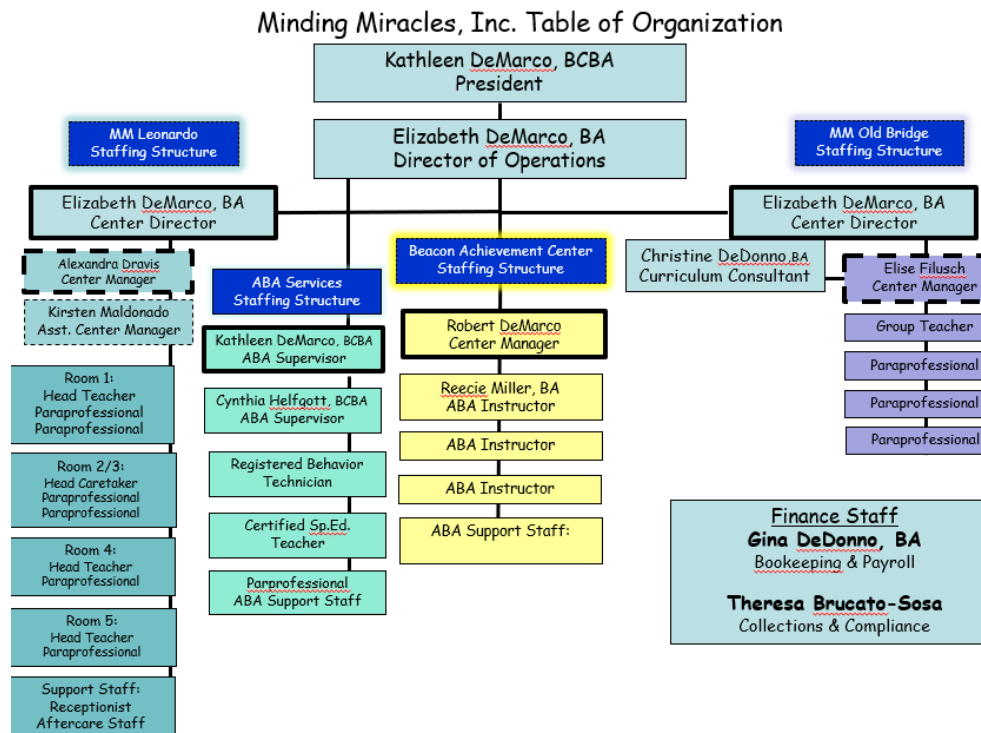 Minding Miracles, Inc. Table of Organization
Kathleen DeMarco, BCBA
President
Elizabeth DeMarco, BA
Director of Operations
MM Leonardo
Staffing Structure
Elizabeth DeMarco, BA
Center Director
Alexandra Dravis
Center Manager
Kirsten Maldonado
Asst. Center Manager
Room 1:
Head Teacher
Paraprofessional
Paraprofessional
Room 2/3:
Head Caretaker
Paraprofessional
Paraprofessional
Room 4:
Head Teacher
Paraprofessional
Room 5:
Head Teacher
Paraprofessional
Support Staff:
Receptionist
Aftercare Staff
ABA Services
Staffing Structure
Kathleen DeMarco, BCBA
ABA Supervisor
Cynthia Helfgott, BCBA
ABA Supervisor
Registered Behavior
Technician
Certified Sp.Ed.
Teacher
Parprofessional
ABA Support Staff
Beacon Achievement Center
Staffing Structure
Robert DeMarco
Center Manager
Reecie Miller, BA
ABA Instructor
ABA Instructor
ABA Instructor
ABA Support Staff:
MM Old Bridge
Staffing Structure
Elizabeth DeMarco, BA
Center Director
Christine DeDonno,BA
Curriculum Consultant
Elise Filusch
Center Manager
Group Teacher
Paraprofessional
Paraprofessional
Paraprofessional
Finance Staff
Gina DeDonno, BA
Bookeeping & Payroll
Theresa Brucato-Sosa
Collections & Compliance